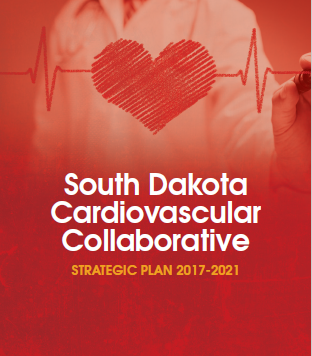 South Dakota
Cardiovascular
Collaborative
STRATEGIC PLAN 2017-2021